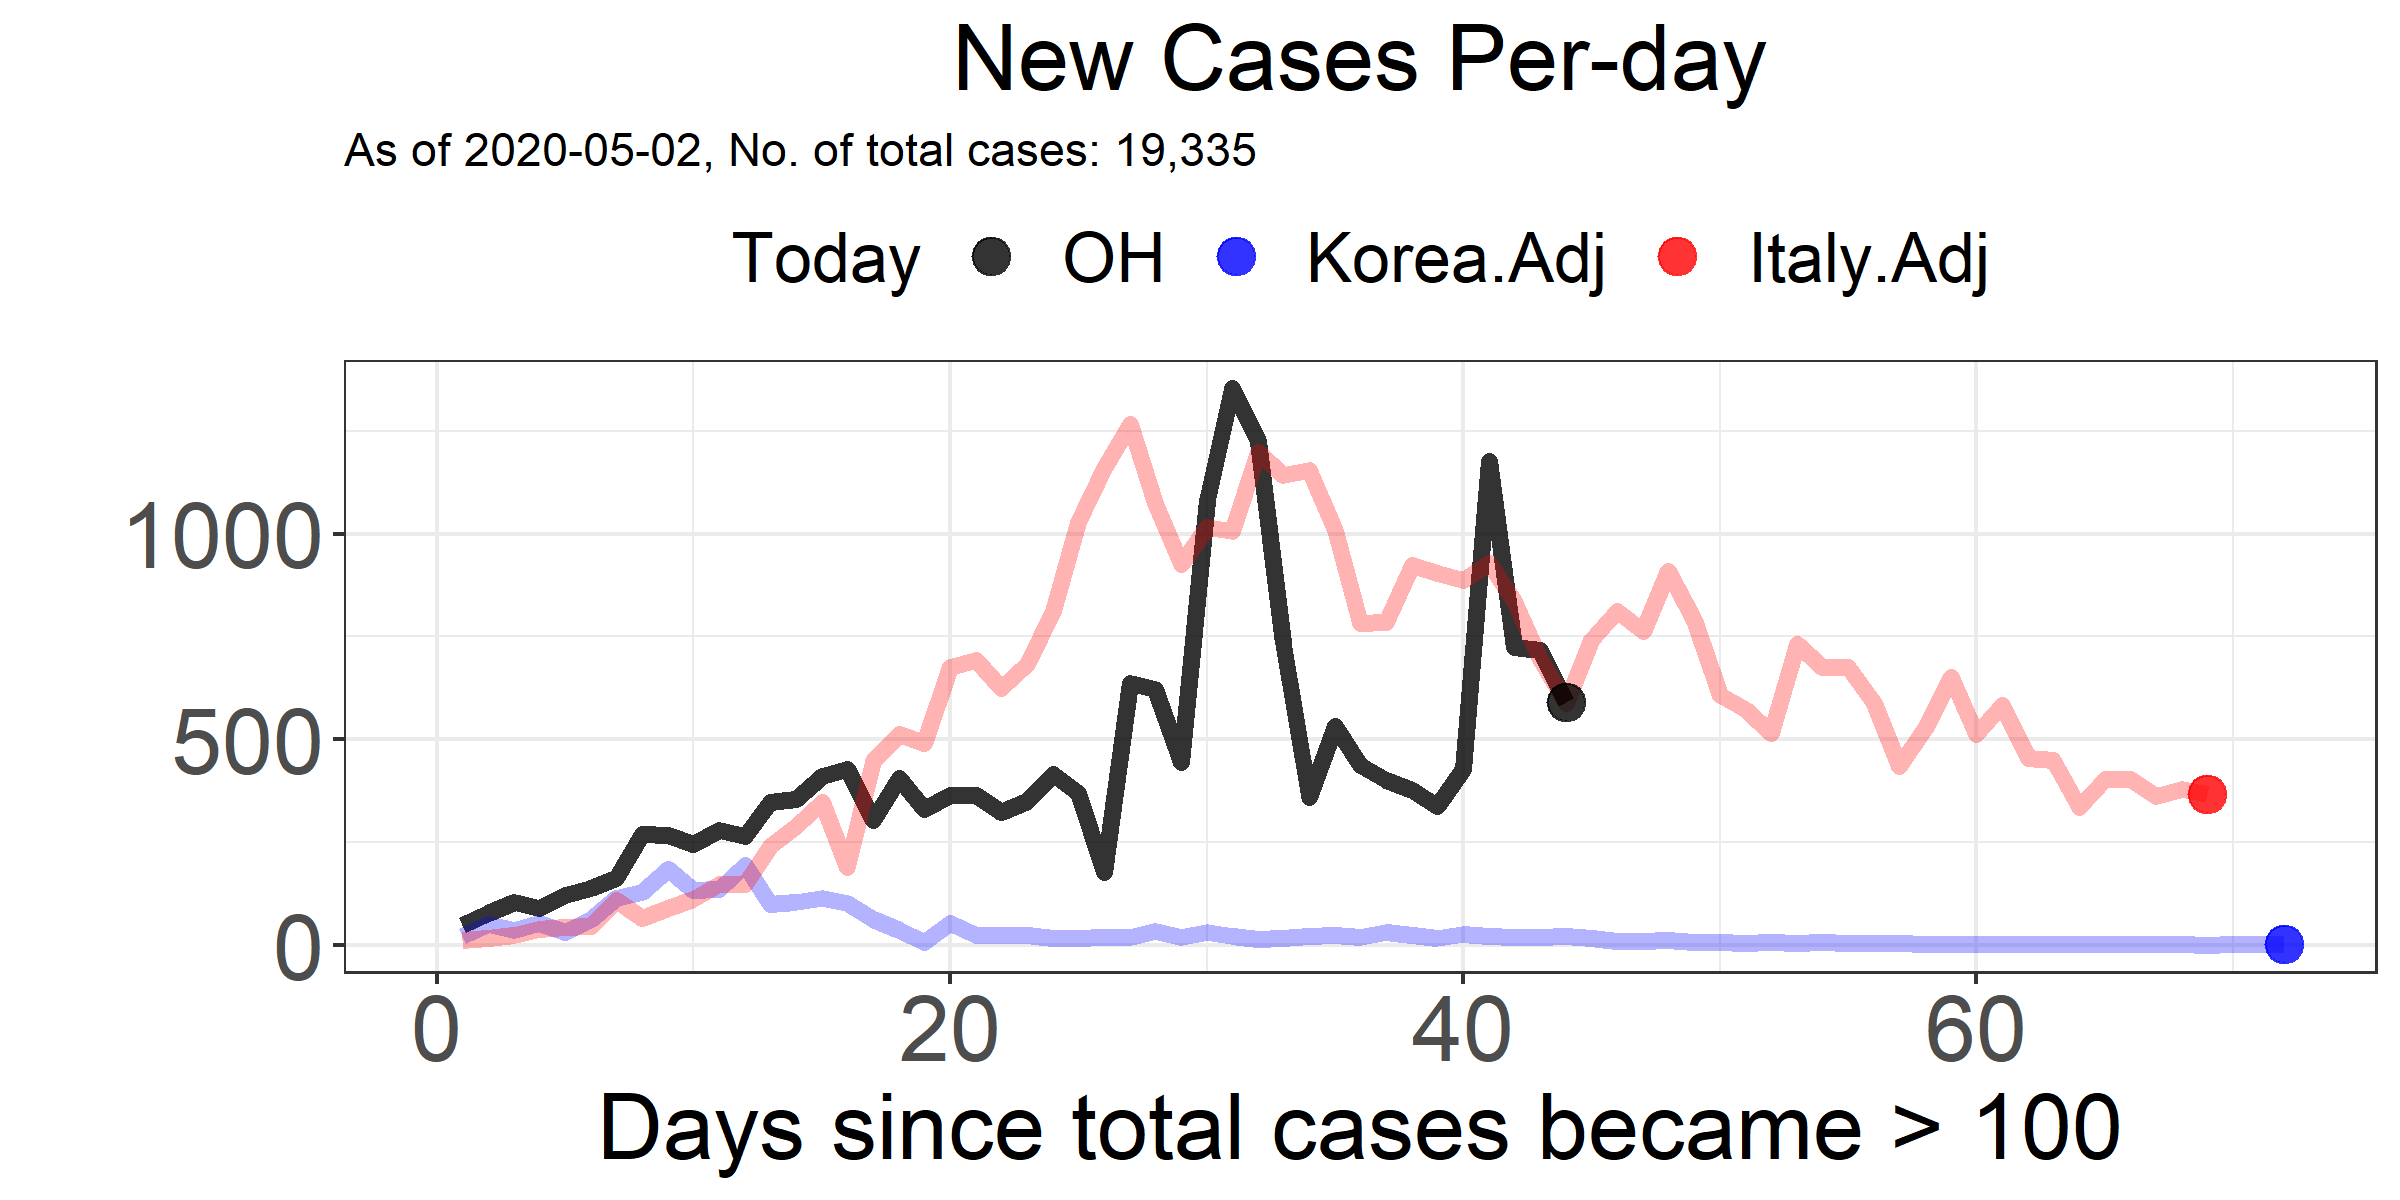 New Cases Per-day
As of 2020-05-02, No. of total cases: 19,335
Today OH Korea.Adj Italy.Adj
1000
500
0
0 20 40 60
Days since total cases became > 100